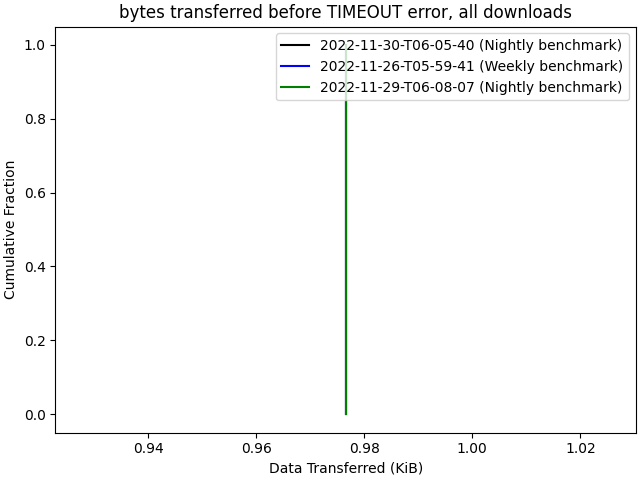 bytes transferred before TIMEOUT error, all downloads
2022-11-30-T06-05-40 (Nightly benchmark)
2022-11-26-T05-59-41 (Weekly benchmark)
2022-11-29-T06-08-07 (Nightly benchmark)
Cumulative Fraction
1.0
0.8
0.6
0.4
0.2
0.0
0.94 0.96 0.98 1.00 1.02
Data Transferred (KiB)